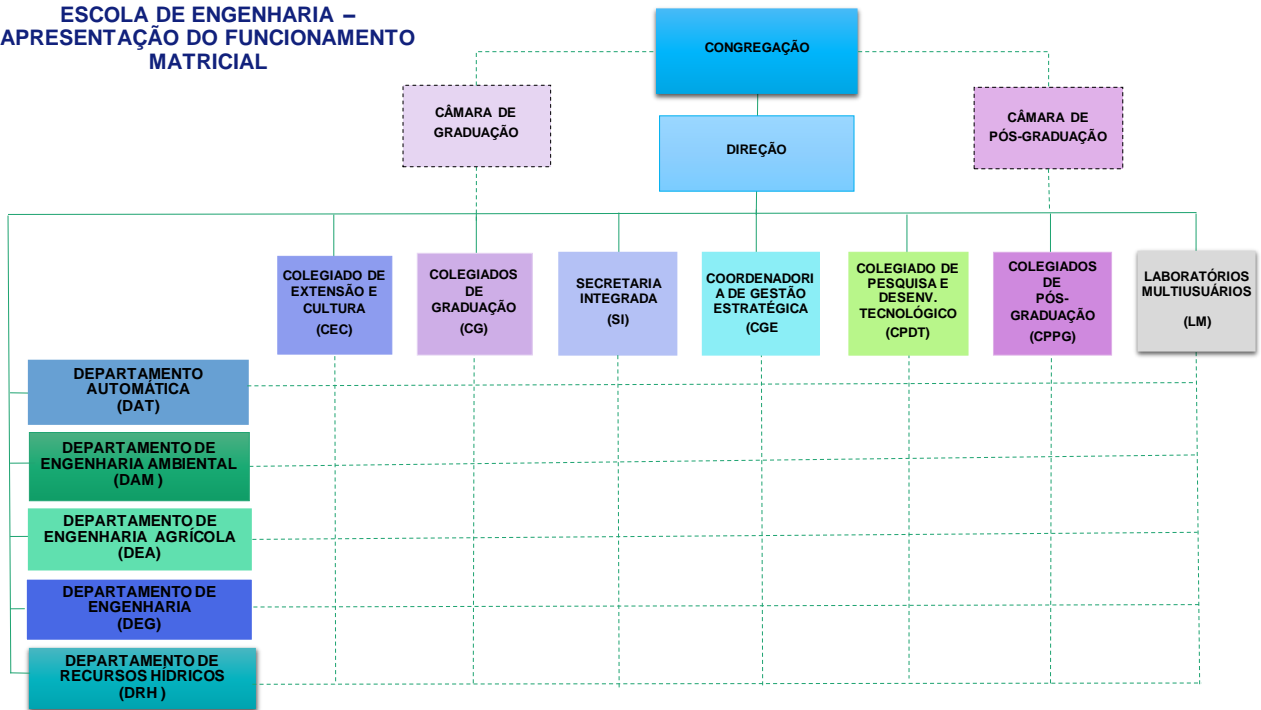 ESCOLA DE ENGENHARIA –
APRESENTAÇÃO DO FUNCIONAMENTO
MATRICIAL
CONGREGAÇÃO
CÂMARA DE
GRADUAÇÃO
CÂMARA DE
PÓS-GRADUAÇÃO
DIREÇÃO
COLEGIADO DE
EXTENSÃO E
CULTURA
(CEC)
COLEGIADOS
DE
GRADUAÇÃO
(CG)
SECRETARIA
INTEGRADA
(SI)
COORDENADORI
A DE GESTÃO
ESTRATÉGICA
(CGE
COLEGIADO DE
PESQUISA E
DESENV.
TECNOLÓGICO
(CPDT)
COLEGIADOS
DE
PÓS-
GRADUAÇÃO
(CPPG)
LABORATÓRIOS
MULTIUSUÁRIOS
(LM)
DEPARTAMENTO
AUTOMÁTICA
(DAT)
DEPARTAMENTO DE
ENGENHARIA AMBIENTAL
(DAM )
DEPARTAMENTO DE
ENGENHARIA AGRÍCOLA
(DEA)
DEPARTAMENTO DE
ENGENHARIA
(DEG)
DEPARTAMENTO DE
RECURSOS HÍDRICOS
(DRH )